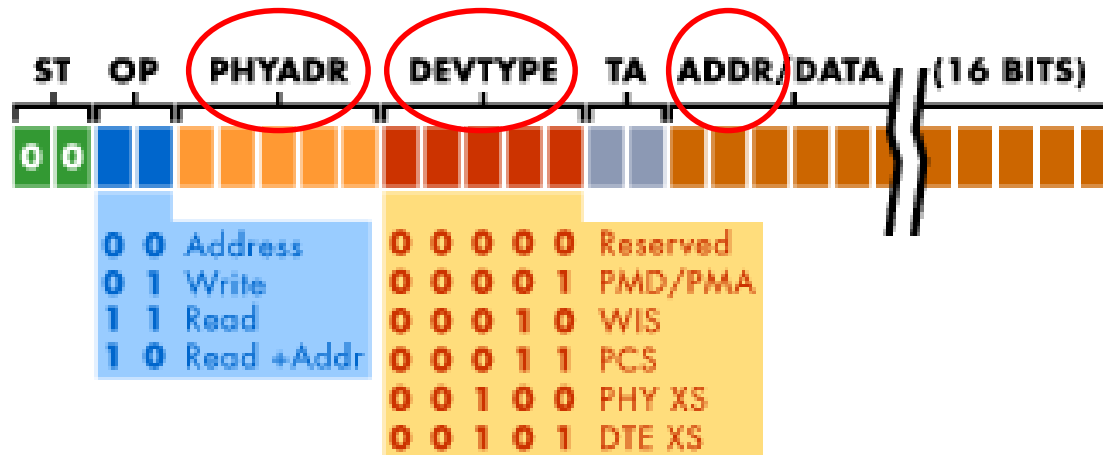 ST OP PHYADR DEVTYPE TA ADDR/DATA (16 BITS)
0 0
0 0 Address
0 1 Write
1 1 Read
1 0 Read +Addr
0 0 0 0 0 Reserved
0 0 0 0 1 PMD/PMA
0 0 0 1 0 WIS
0 0 0 1 1 PCS
0 0 1 0 0 PHY XS
0 0 1 0 1 DTE XS